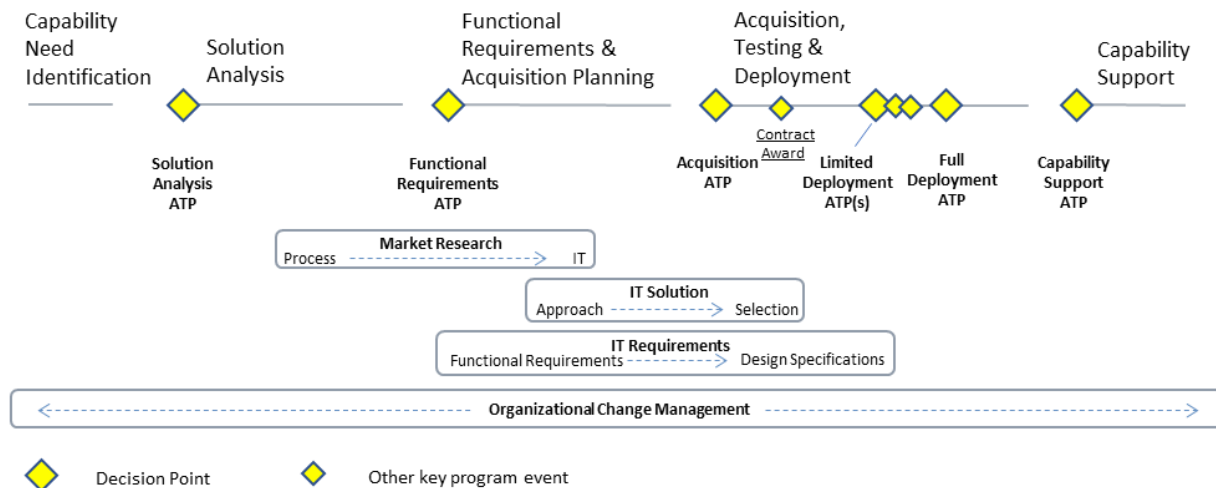 Capability
Need
Identification
Solution
Analysis
Functional
Requirements &
Acquisition Planning
Acquisition,
Testing &
Deployment
Capability
Support
Solution
Analysis
ATP
Functional
Requirements
ATP
Acquisition
ATP
Contract
Award
Limited
Deployment
ATP(s)
Full
Deployment
ATP
Capability
Support
ATP
Market Research
Process
IT
IT Solution
Approach
Selection
IT Requirements
Functional Requirements
Design Specifications
Organizational Change Management
Decision Point
Other key program event